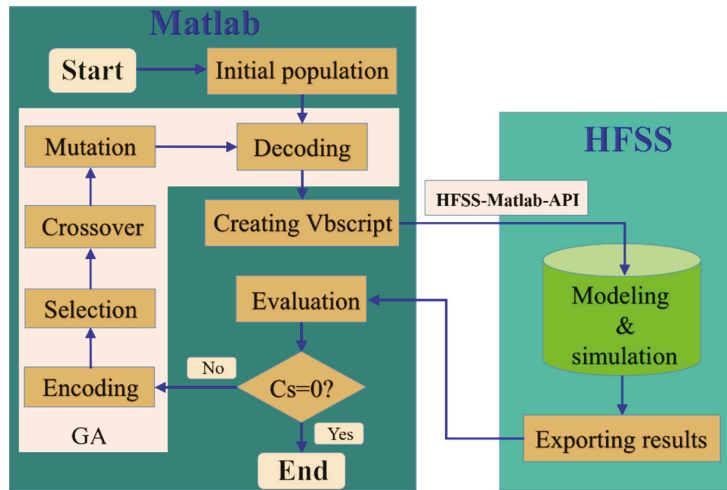 Matlab
Start
Initial population
Mutation
Decoding
HFSS
Crossover
Creating Vbscript
HFSS-Matlab-API
Selection
Evaluation
Modeling
&
simulation
Encoding
No
Cs=0?
GA
Yes
End
Exporting results